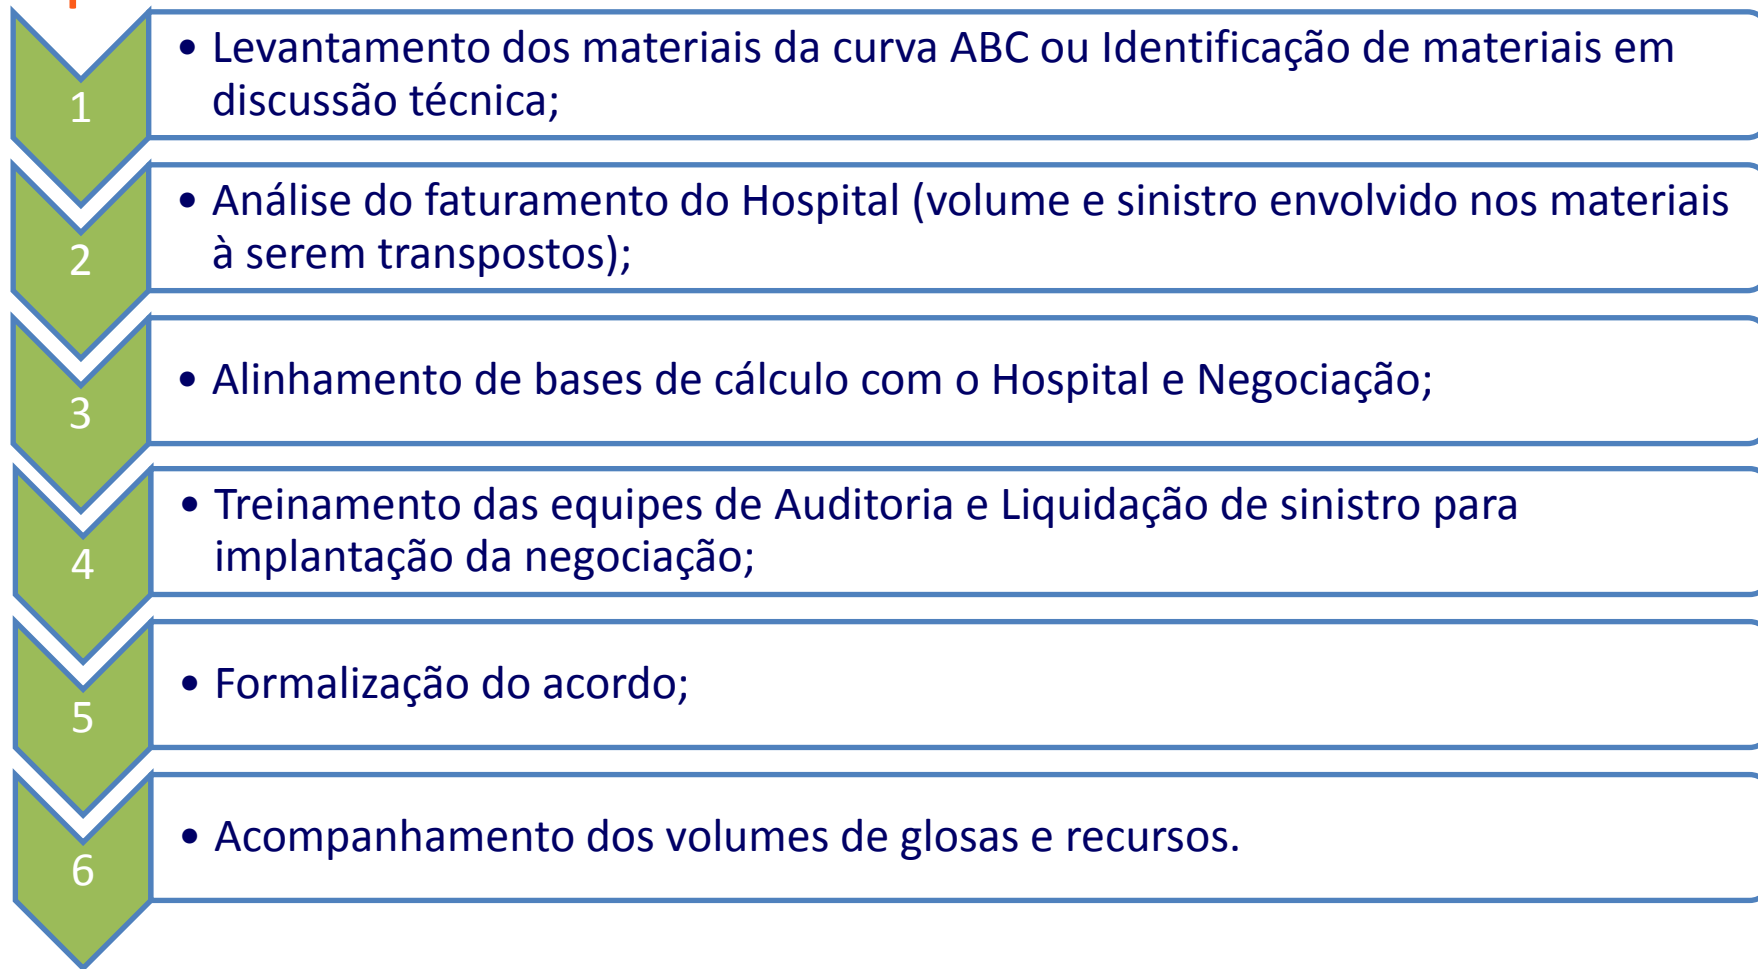 1
• Levantamento dos materiais da curva ABC ou Identificação de materiais em
discussão técnica;
2
• Análise do faturamento do Hospital (volume e sinistro envolvido nos materiais
à serem transpostos);
3
• Alinhamento de bases de cálculo com o Hospital e Negociação;
4
• Treinamento das equipes de Auditoria e Liquidação de sinistro para
implantação da negociação;
5
• Formalização do acordo;
6
• Acompanhamento dos volumes de glosas e recursos.